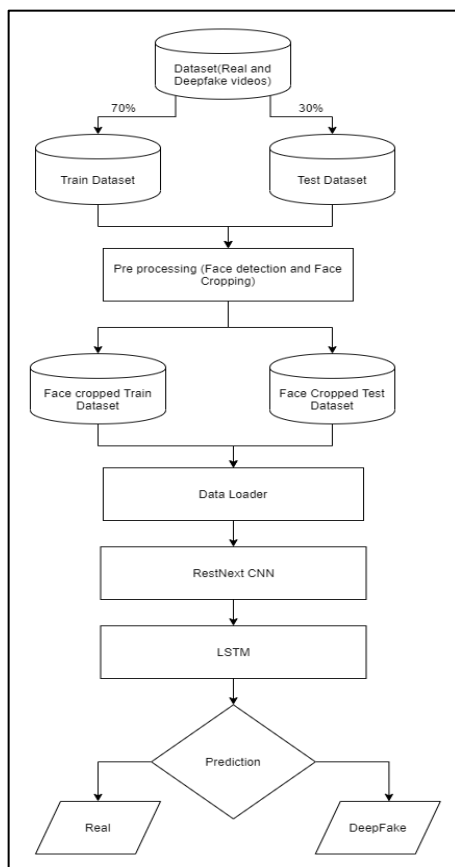 Dataset(Real and
Deepfake videos)
70%
30%
Train Dataset
Test Dataset
Pre processing (Face detection and Face
Cropping)
Face cropped Train
Dataset
Face Cropped Test
Dataset
Data Loader
RestNext CNN
LSTM
Prediction
Real
DeepFake